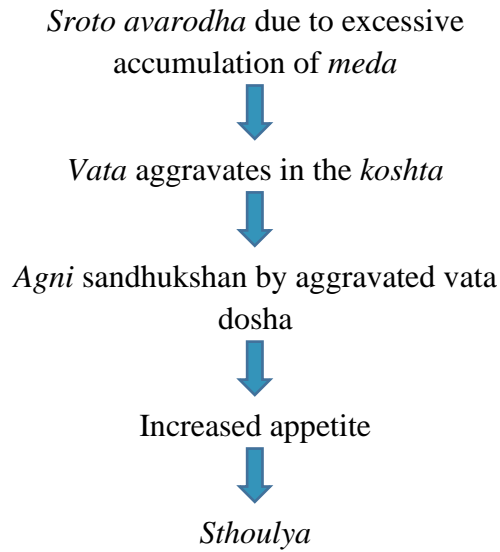 Sroto avarodha due to excessive
accumulation of meda
Vata aggravates in the koshta
Agni sandhukshan by aggravated vata
dosha
Increased appetite
Sthoulya